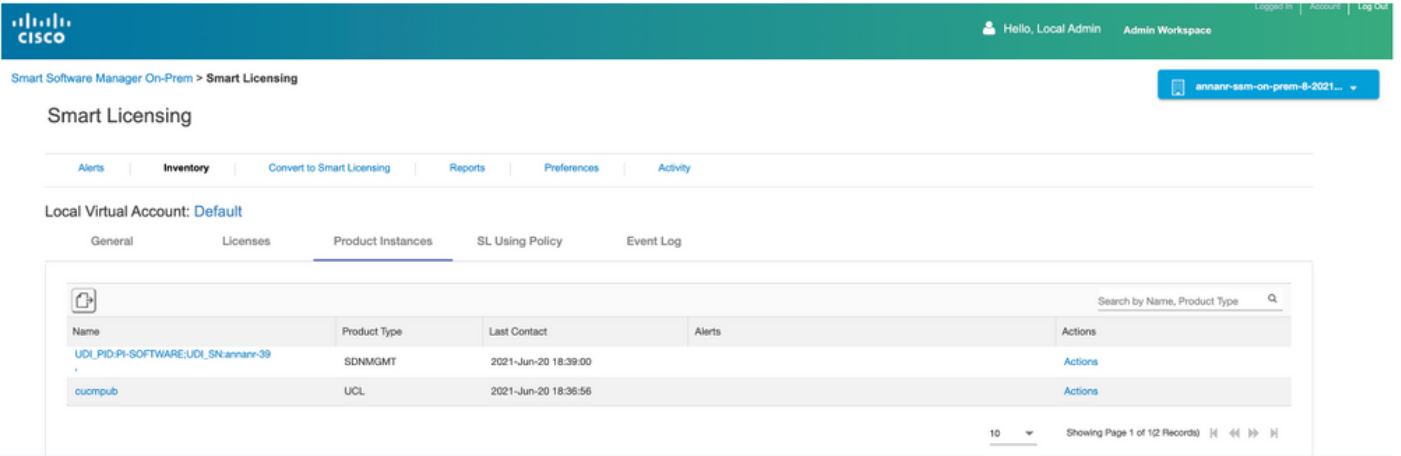 Logged In | Account | Log Out
CISCO
Hello, Local Admin Admin Workspace
Smart Software Manager On-Prem > Smart Licensing
annanr-ssm-on-prem-8-2021...
Smart Licensing
Alerts | Inventory | Convert to Smart Licensing | Reports | Preferences | Activity
Local Virtual Account: Default
General Licenses Product Instances SL Using Policy Event Log
Search by Name, Product Type
Name Product Type Last Contact Alerts Actions
UDI_PID:PI-SOFTWARE;UDI_SN:annanr-39
, SDNMGMT 2021-Jun-20 18:39:00 Actions
cucmpub UCL 2021-Jun-20 18:36:56 Actions
10 Showing Page 1 of 1(2 Records)